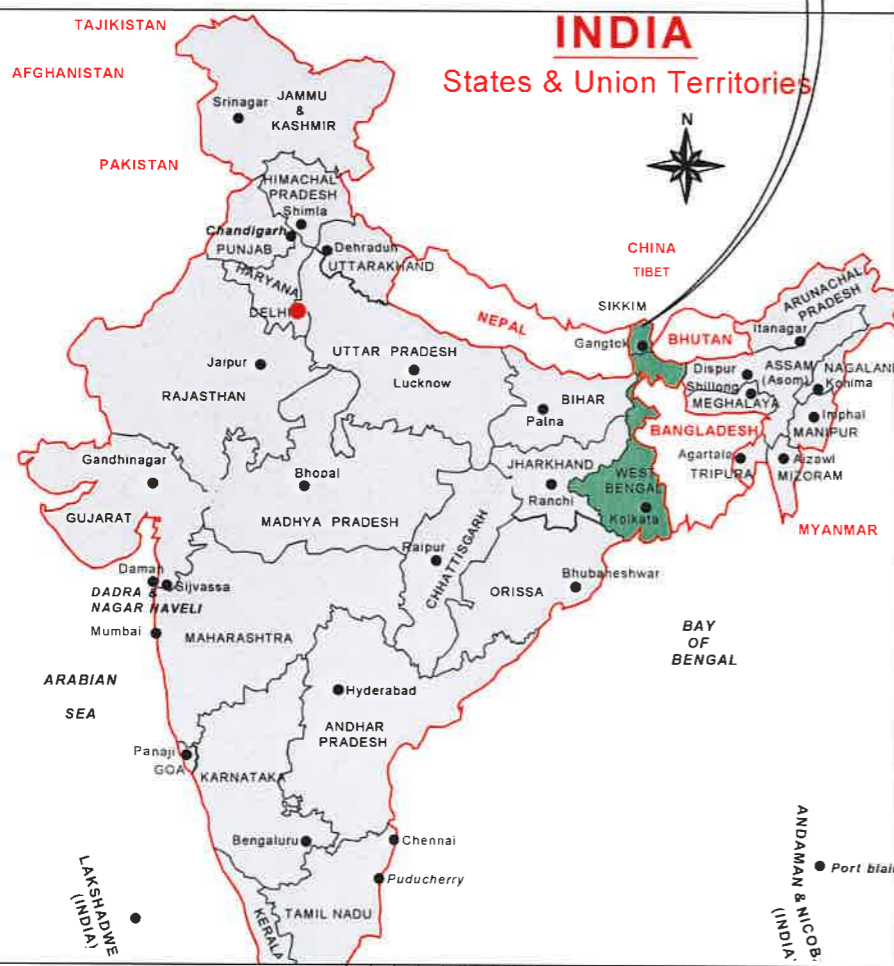 TAJIKISTAN
INDIA
AFGHANISTAN
States & Union Territories
JAMMU
&
KASHMIR
Srinagar
N
PAKISTAN
HIMACHAL
PRADESH
Shimla
Chandigarh
PUNJAB
Dehradun
UTTARAKHAND
CHINA
TIBET
HARYANA
DELHI
NEPAL
SIKKIM
Gangtok
BHUTAN
ARUNACHAL
PRADESH
Itanagar
Jaipur
RAJASTHAN
UTTAR PRADESH
Lucknow
BIHAR
Patna
Dispur
Shillong
MEGHALAYA
ASSAM
(Asom)
NAGALAN
Kohima
Imphal
MANIPUR
BANGLADESH
Agartala
TRIPURA
Aizawl
MIZORAM
MYANMAR
Gandhinagar
GUJARAT
Bhopal
MADHYA PRADESH
JHARKHAND
Ranchi
WEST
BENGAL
Kolkata
Raipur
CHHATTISGARH
ORISSA
Bhubaneshwar
Daman
Sijvassa
DADRA &
NAGAR HAVELI
Mumbai
MAHARASHTRA
BAY
OF
BENGAL
ARABIAN
SEA
Hyderabad
ANDHAR
PRADESH
Panaji
GOA
KARNATAKA
Bengaluru
Chennai
Puducherry
TAMIL NADU
KERALA
LAKSHADWE
(INDIA)
ANDAMAN & NICOB
(INDIA
Port blair